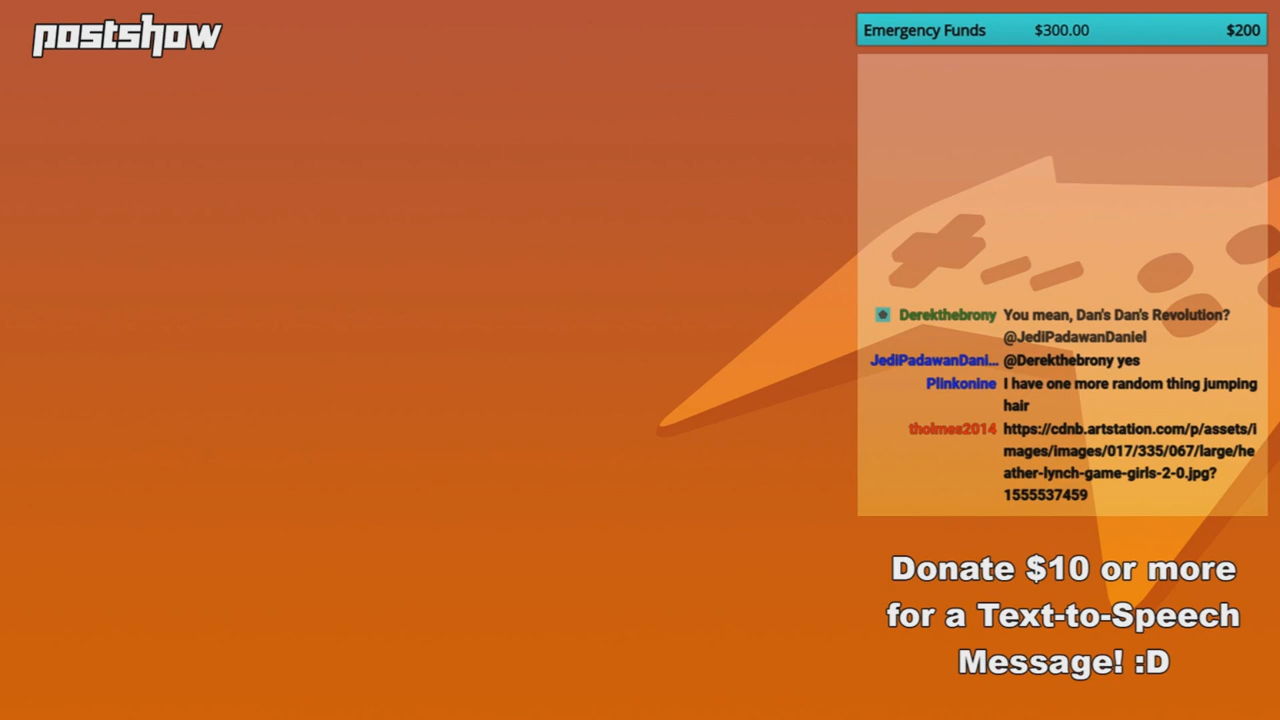 postshow
Emergency Funds $300.00 $200
Derekthebrony You mean, Dan's Dan's Revolution?
@JediPadawanDaniel
JediPadawanDani... @Derekthebrony yes
Plinkonine I have one more random thing jumping
hair
tholmes2014 https://cdnb.artstation.com/p/assets/i
mages/images/017/335/067/large/he
ather-lynch-game-girls-2-0.jpg?
1555537459
Donate $10 or more
for a Text-to-Speech
Message! :D